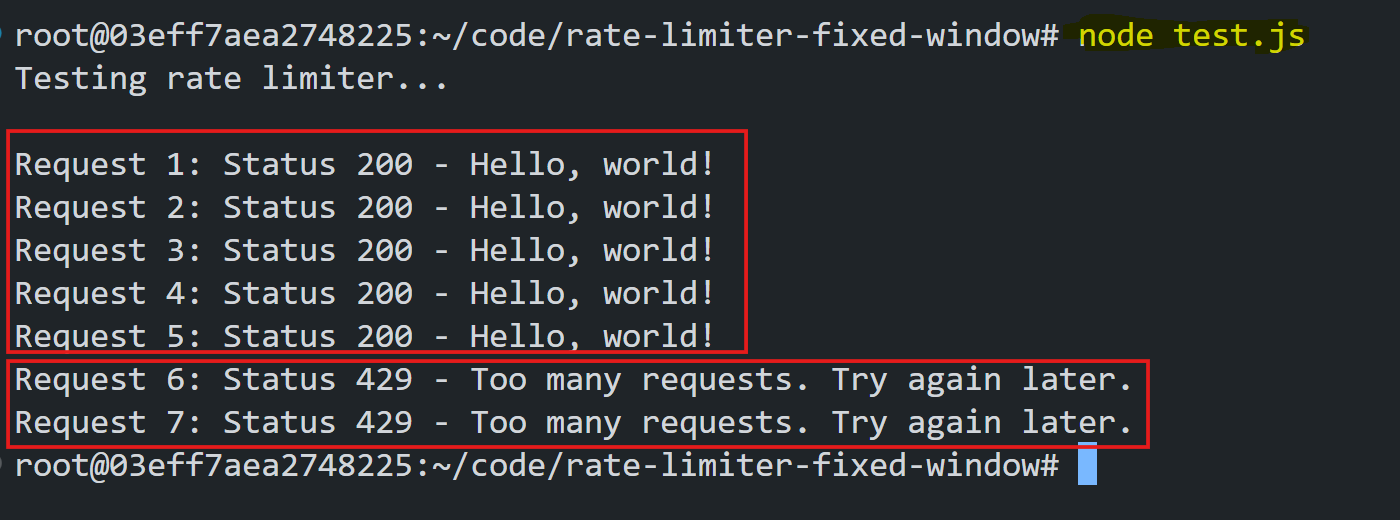 root@03eff7aea2748225:~/code/rate-limiter-fixed-window# node test.js
Testing rate limiter...
Request 1: Status 200 - Hello, world!
Request 2: Status 200 - Hello, world!
Request 3: Status 200 - Hello, world!
Request 4: Status 200 - Hello, world!
Request 5: Status 200 - Hello, world!
Request 6: Status 429 - Too many requests. Try again later.
Request 7: Status 429 - Too many requests. Try again later.
root@03eff7aea2748225:~/code/rate-limiter-fixed-window#